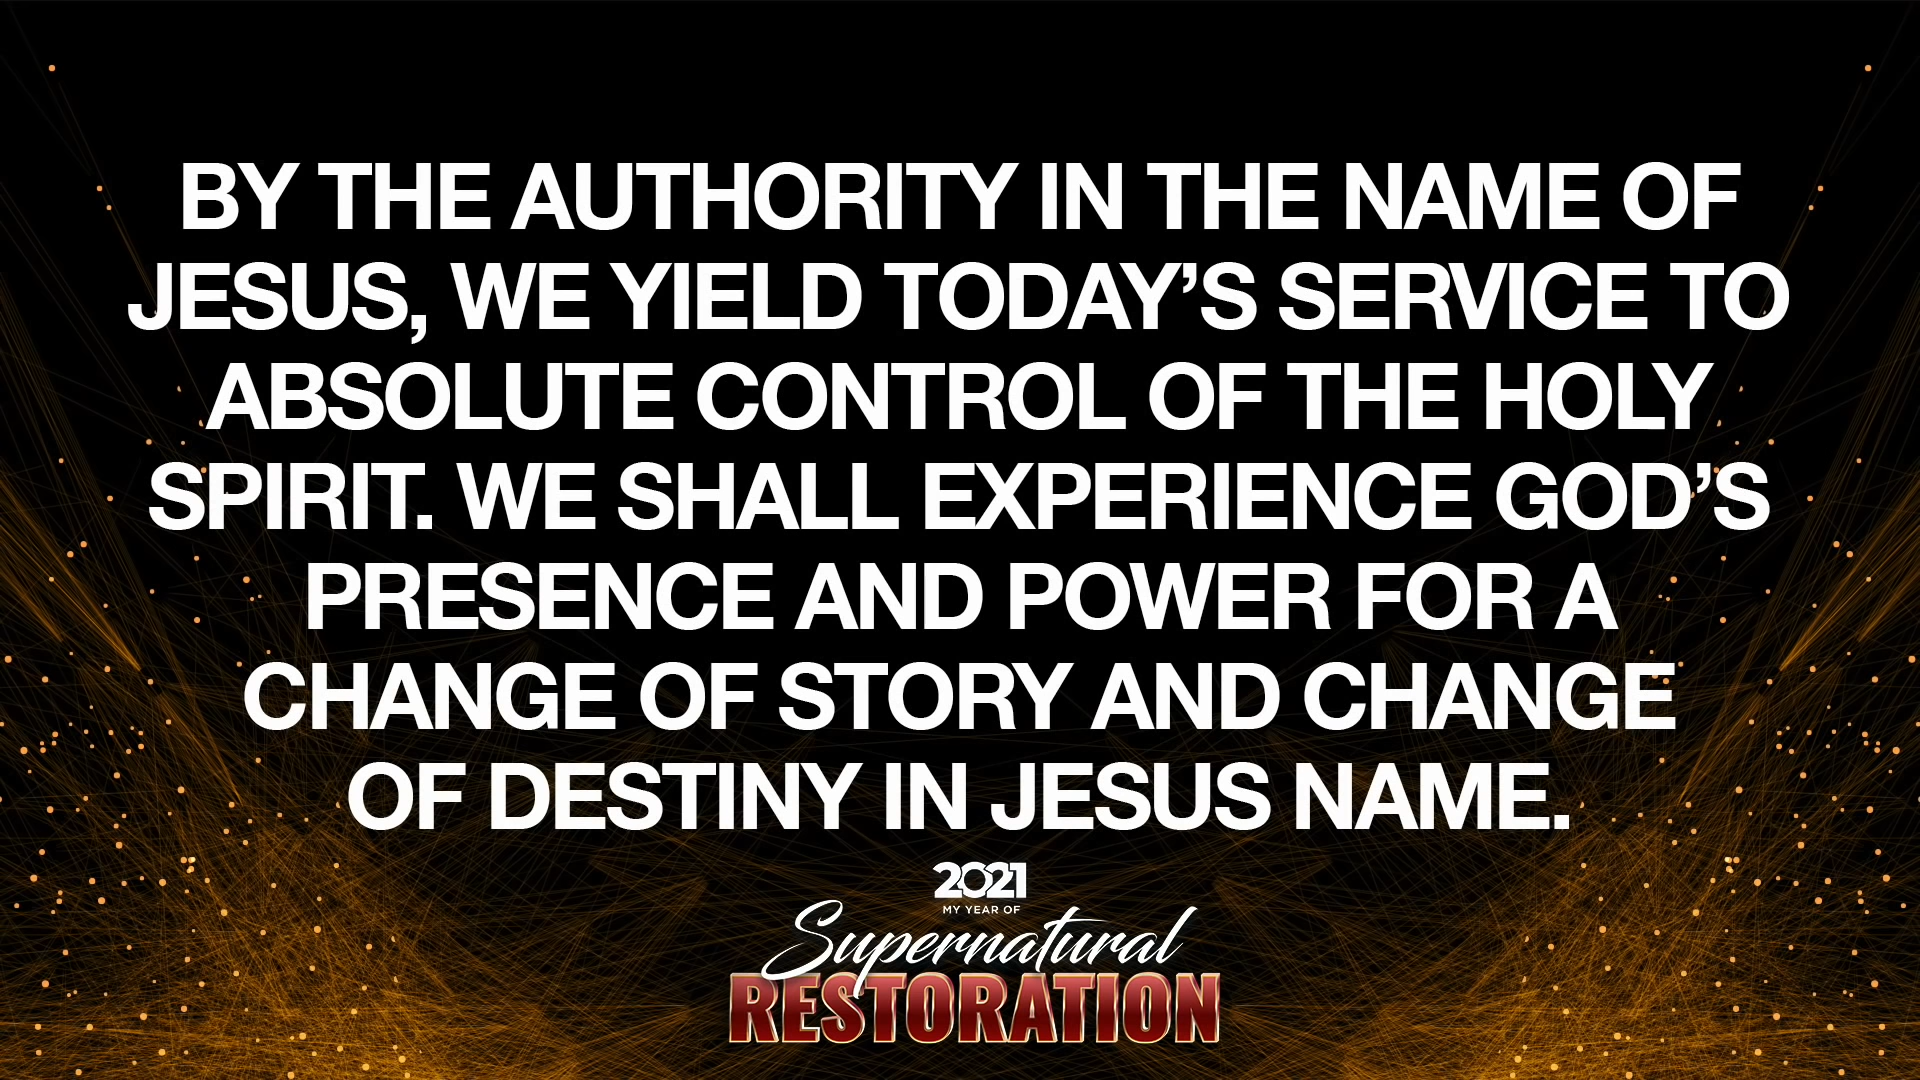 BY THE AUTHORITY IN THE NAME OF
JESUS, WE YIELD TODAY’S SERVICE TO
ABSOLUTE CONTROL OF THE HOLY
SPIRIT. WE SHALL EXPERIENCE GOD’S
PRESENCE AND POWER FOR A
CHANGE OF STORY AND CHANGE
OF DESTINY IN JESUS NAME.
2021
MY YEAR OF
Supernatural
RESTORATION